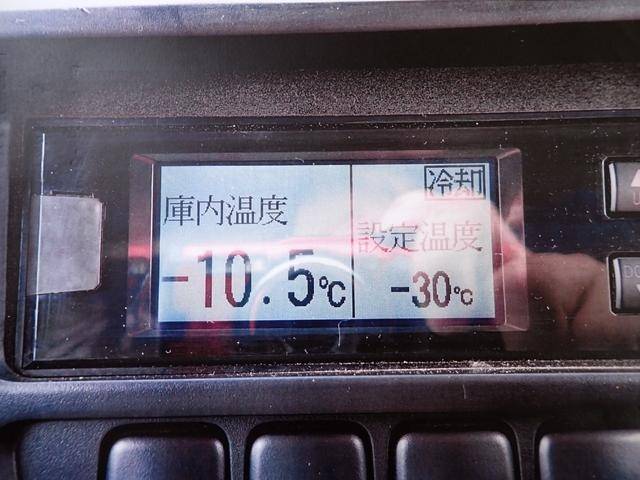 庫内温度
-10.5℃
冷却
設定温度
-30℃